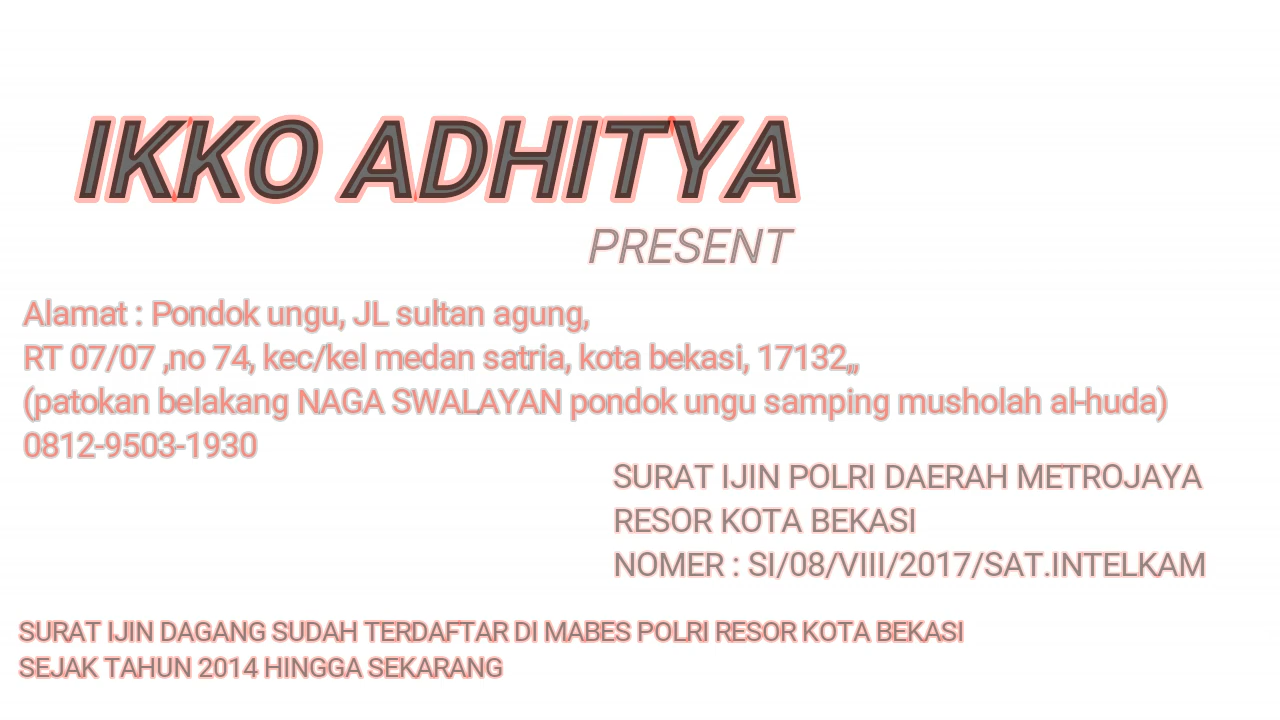 IKKO ADHITYA
PRESENT
Alamat : Pondok ungu, JL sultan agung,
RT 07/07 ,no 74, kec/kel medan satria, kota bekasi, 17132,,,
(patokan belakang NAGA SWALAYAN pondok ungu samping musholah al-huda)
0812-9503-1930
SURAT IJIN POLRI DAERAH METROJAYA
RESOR KOTA BEKASI
NOMER : SI/08/VIII/2017/SAT.INTELKAM
SURAT IJIN DAGANG SUDAH TERDAFTAR DI MABES POLRI RESOR KOTA BEKASI
SEJAK TAHUN 2014 HINGGA SEKARANG